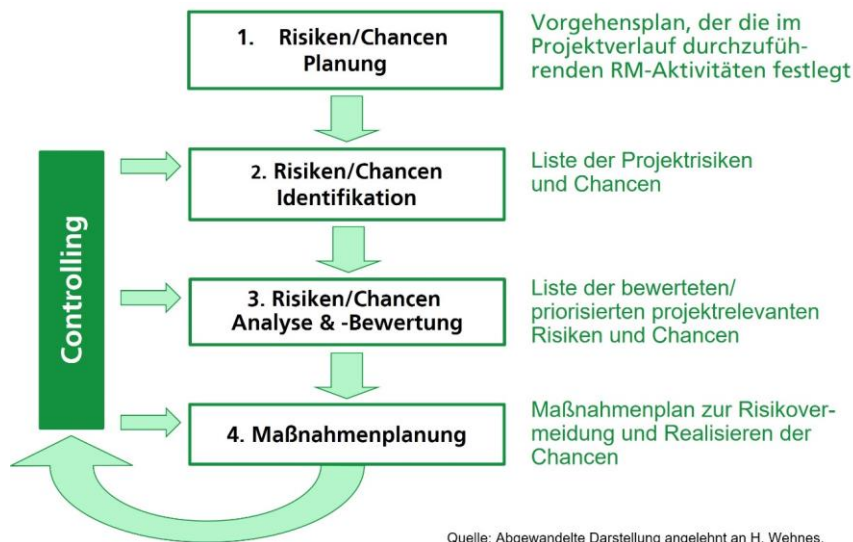 1. Risiken/Chancen
Planung
Vorgehensplan, der die im
Projektverlauf durchzufüh-
renden RM-Aktivitäten festlegt
Controlling
2. Risiken/Chancen
Identifikation
Liste der Projektrisiken
und Chancen
3. Risiken/Chancen
Analyse & -Bewertung
Liste der bewerteten/
priorisierten projektrelevanten
Risiken und Chancen
4. Maßnahmenplanung
Maßnahmenplan zur Risikover-
meidung und Realisieren der
Chancen
Quelle: Abgewandelte Darstellung angelehnt an H. Wehnes.